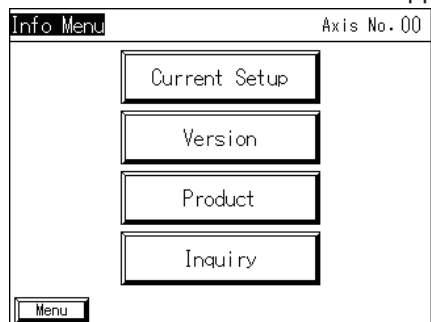 Info Menu Axis No.00
Current Setup
Version
Product
Inquiry
Menu